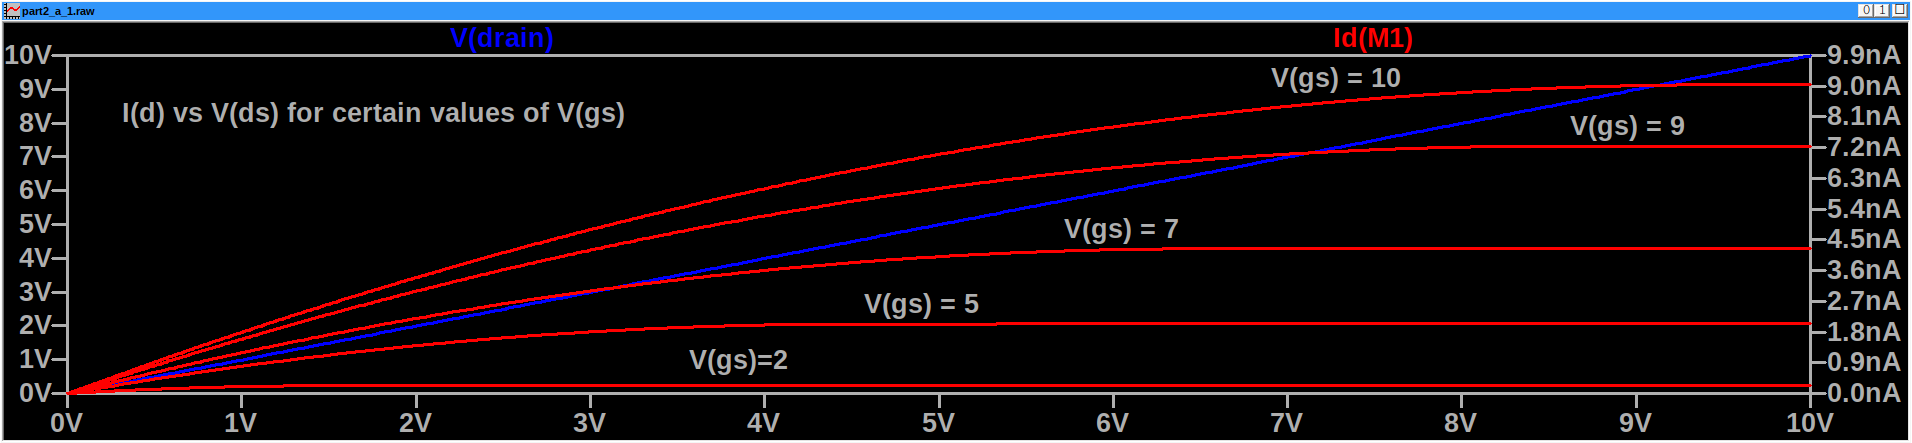 part2_a_1.raw
V(drain) Id(M1)
10V 9.9nA
V(gs) = 10
9V 9.0nA
I(d) vs V(ds) for certain values of V(gs)
8V 8.1nA
V(gs) = 9
7V 7.2nA
6V 6.3nA
5V 5.4nA
V(gs) = 7
4V 4.5nA
3V 3.6nA
V(gs) = 5
2V 2.7nA
1V 1.8nA
V(gs)=2
0.9nA
0V 0.0nA
0V 1V 2V 3V 4V 5V 6V 7V 8V 9V 10V